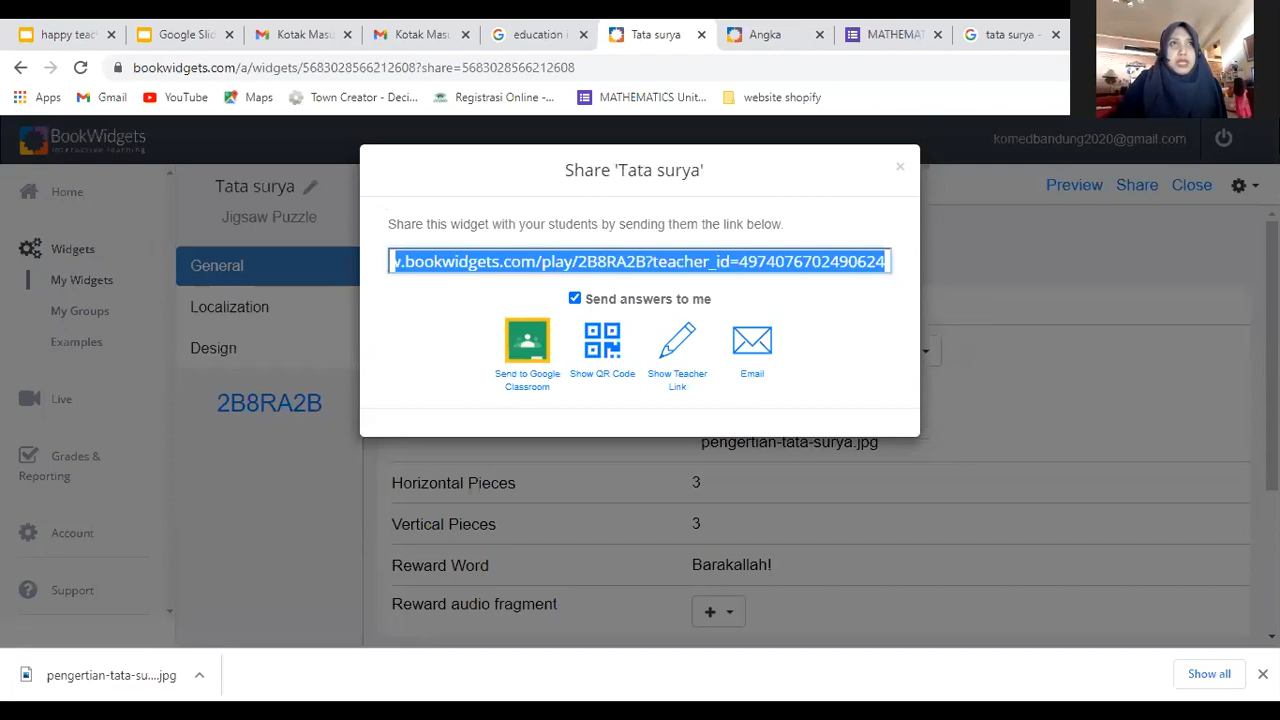 happy teac
Google Slid
Kotak Masu
Kotak Masu
education i
Tata surya
Angka
MATHEMAT
tata surya -
bookwidgets.com/a/widgets/5683028566212608?share=5683028566212608
Apps
Gmail
YouTube
Maps
Town Creator - Deci...
Registrasi Online -...
MATHEMATICS Unit...
website shopify
BookWidgets
interactive learning
komedbandung2020@gmail.com
Home
Widgets
My Widgets
My Groups
Examples
Live
Grades &
Reporting
Account
Support
Tata surya
Jigsaw Puzzle
General
Localization
Design
2B8RA2B
Preview
Share
Close
Share 'Tata surya'
×
Share this widget with your students by sending them the link below.
w.bookwidgets.com/play/2B8RA2B?teacher_id=4974076702490624
Send answers to me
Send to Google
Classroom
Show QR Code
Show Teacher
Link
Email
pengertian-tata-surya.jpg
Horizontal Pieces
3
Vertical Pieces
3
Reward Word
Barakallah!
Reward audio fragment
pengertian-tata-su....jpg
Show all